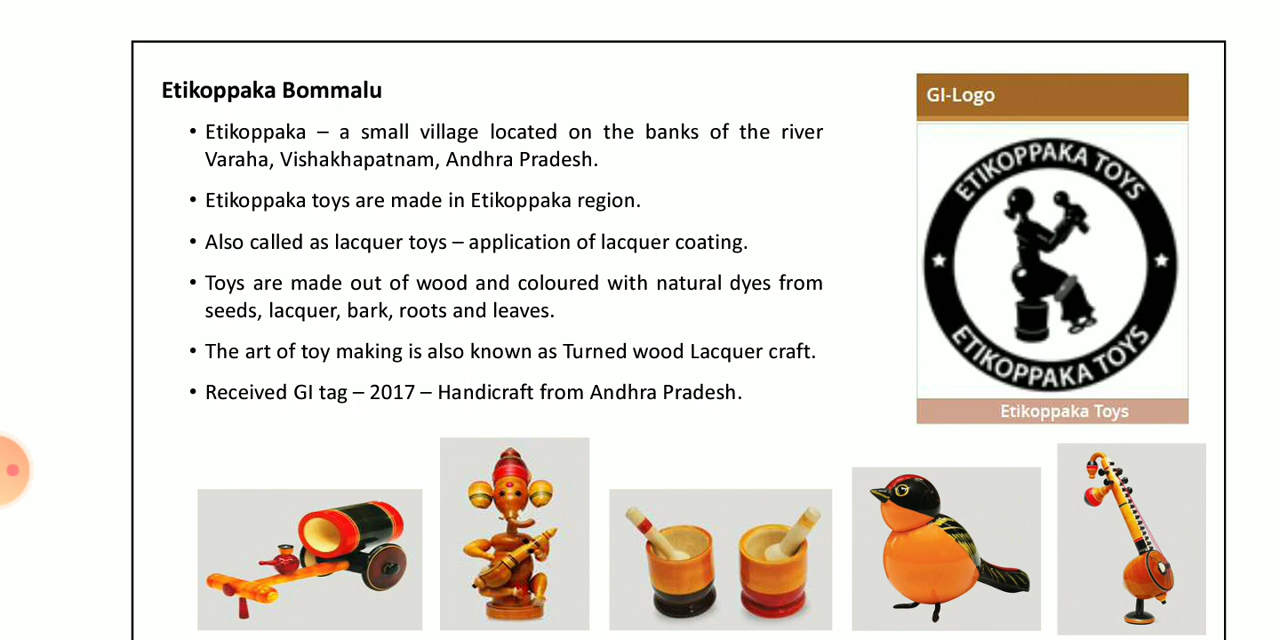 Etikoppaka Bommalu
• Etikoppaka – a small village located on the banks of the river
Varaha, Vishakhapatnam, Andhra Pradesh.
• Etikoppaka toys are made in Etikoppaka region.
• Also called as lacquer toys – application of lacquer coating.
• Toys are made out of wood and coloured with natural dyes from
seeds, lacquer, bark, roots and leaves.
• The art of toy making is also known as Turned wood Lacquer craft.
• Received GI tag – 2017 – Handicraft from Andhra Pradesh.
GI-Logo
ETIKOPPAKA TOYS
ETIKOPPAKA TOYS
Etikoppaka Toys